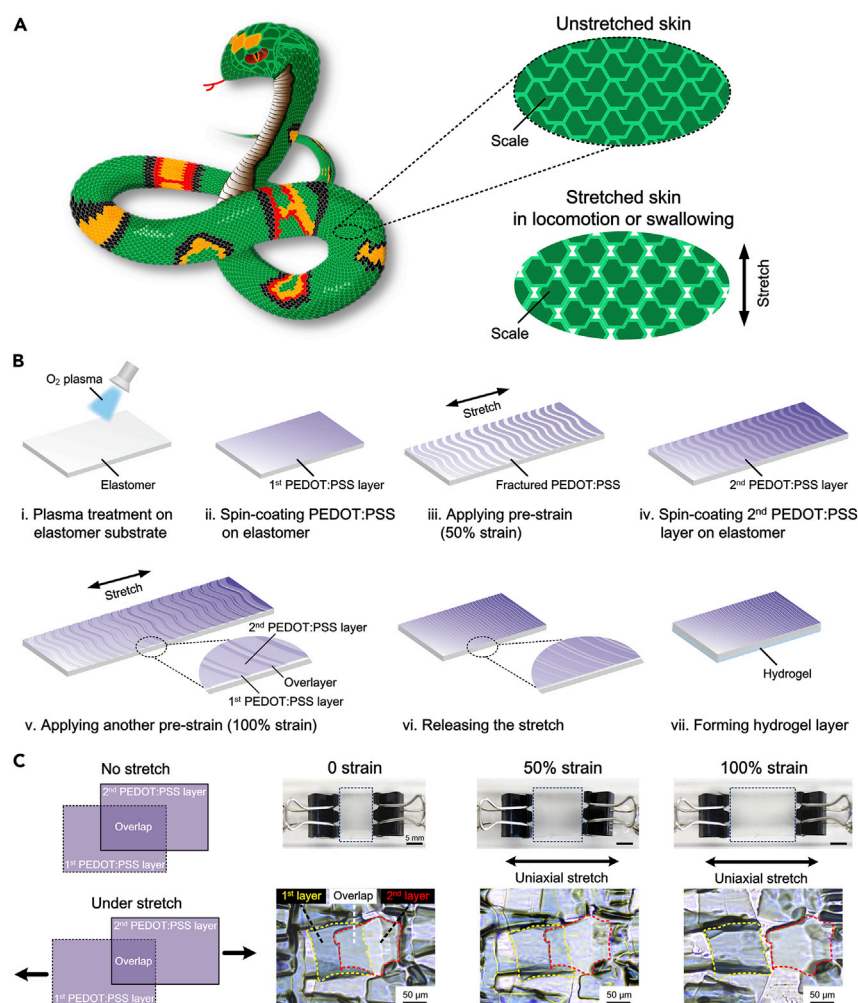 A
Unstretched skin
Scale
Stretched skin
in locomotion or swallowing
Scale
Stretch
B
O₂ plasma
Elastomer
i. Plasma treatment on
elastomer substrate
1st PEDOT:PSS layer
ii. Spin-coating PEDOT:PSS
on elastomer
Stretch
Fractured PEDOT:PSS
iii. Applying pre-strain
(50% strain)
2nd PEDOT:PSS layer
iv. Spin-coating 2nd PEDOT:PSS
layer on elastomer
Stretch
2nd PEDOT:PSS layer
Overlayer
1st PEDOT:PSS layer
v. Applying another pre-strain (100% strain)
vi. Releasing the stretch
Hydrogel
vii. Forming hydrogel layer
C
No stretch
2nd PEDOT:PSS layer
Overlap
1st PEDOT:PSS layer
Under stretch
2nd PEDOT:PSS layer
Overlap
1st PEDOT:PSS layer
0 strain
5 mm
50% strain
100% strain
Uniaxial stretch
Uniaxial stretch
1st layer
Overlap
2nd layer
50 μm
50 μm
50 μm